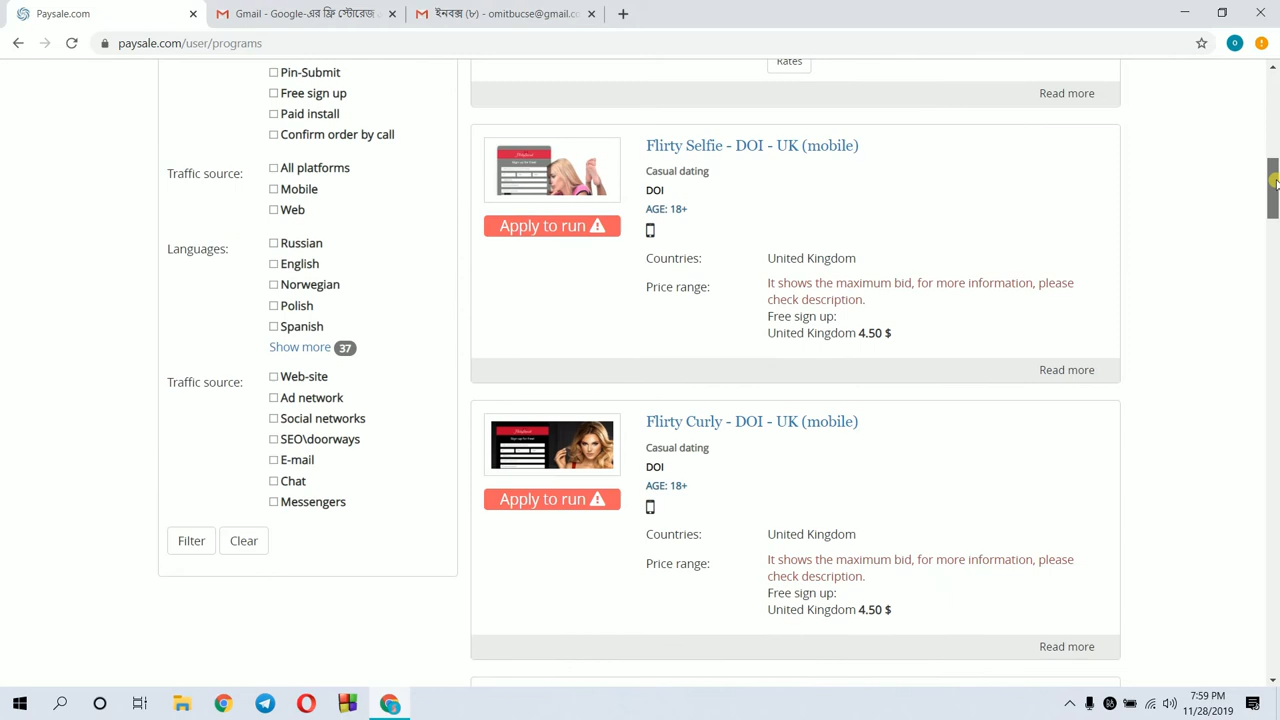 Paysale.com
Gmail - Google-এর ফ্রি স্টোরেজ
ইনবক্স (২) - omitbucse@gmail.co
paysale.com/user/programs
Pin-Submit
Free sign up
Paid install
Confirm order by call
Traffic source:
All platforms
Mobile
Web
Languages:
Russian
English
Norwegian
Polish
Spanish
Show more 37
Traffic source:
Web-site
Ad network
Social networks
SEO\doorways
E-mail
Chat
Messengers
Filter
Clear
Rates
Read more
Flirty Selfie - DOI - UK (mobile)
Casual dating
DOI
AGE: 18+
Apply to run
Countries:
United Kingdom
Price range:
It shows the maximum bid, for more information, please
check description.
Free sign up:
United Kingdom 4.50 $
Read more
Flirty Curly - DOI - UK (mobile)
Casual dating
DOI
AGE: 18+
Apply to run
Countries:
United Kingdom
Price range:
It shows the maximum bid, for more information, please
check description.
Free sign up:
United Kingdom 4.50 $
Read more
7:59 PM
11/28/2019